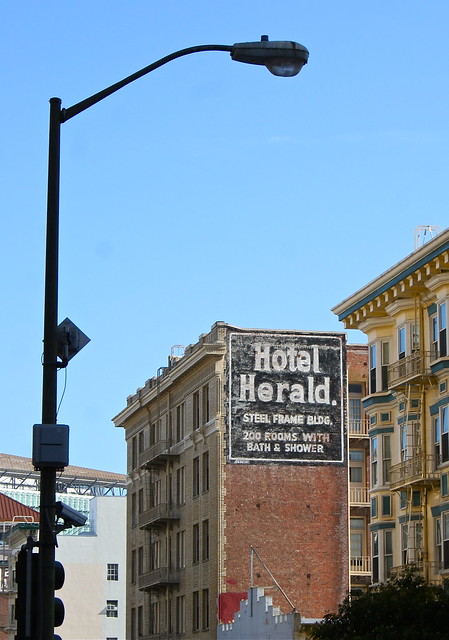 Hotel
Herald.
STEEL FRAME BLDG,
200 ROOMS WITH
BATH & SHOWER